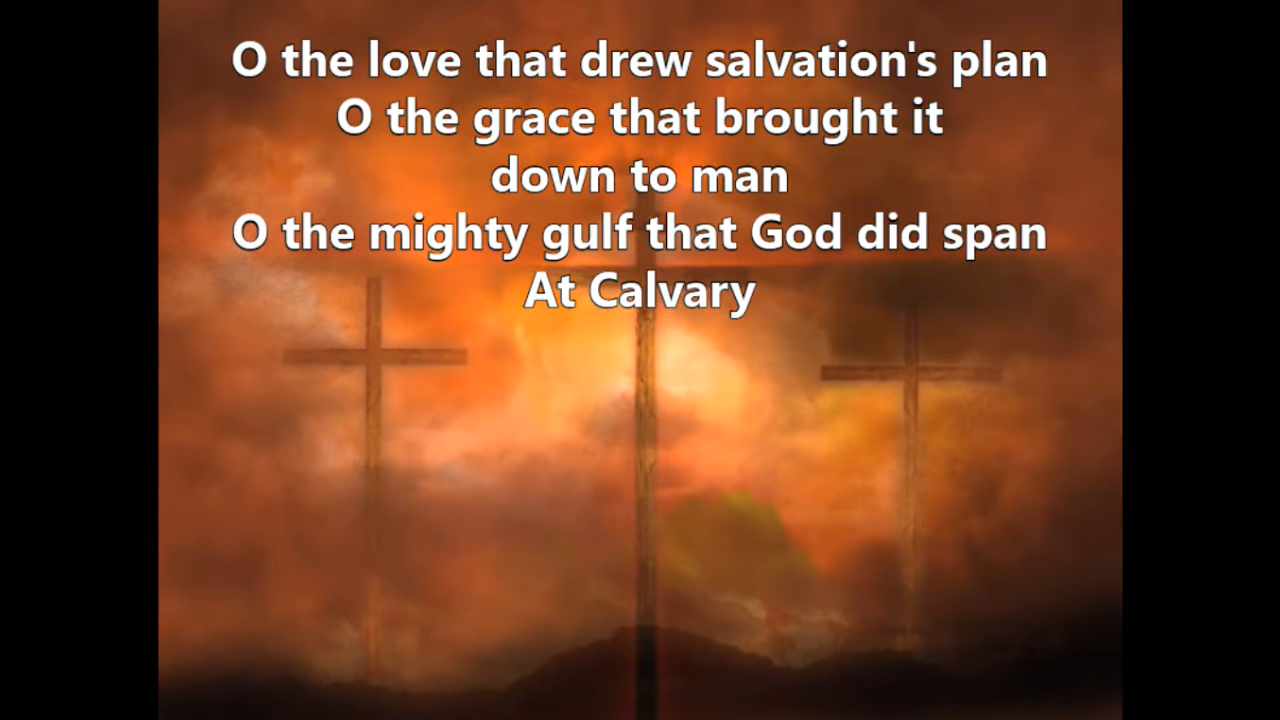 O the love that drew salvation's plan
O the grace that brought it
down to man
O the mighty gulf that God did span
At Calvary